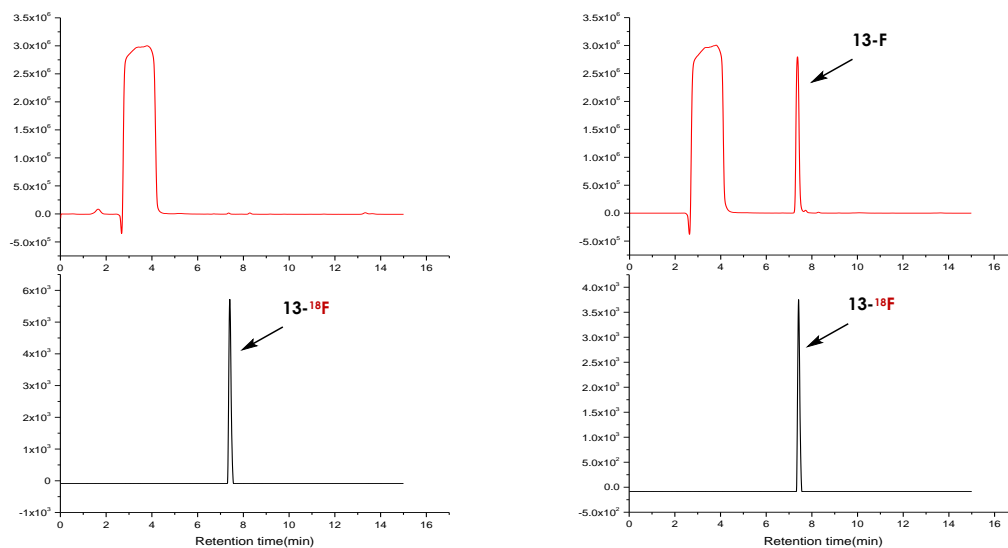 3.5x10⁶
3.0x10⁶
2.5x10⁶
2.0x10⁶
1.5x10⁶
1.0x10⁶
5.0x10⁵
0.0
-5.0x10⁵
0 2 4 6 8 10 12 14 16
6x10³
5x10³
4x10³
3x10³
2x10³
1x10³
0
-1x10³
13-¹⁸F
0 2 4 6 8 10 12 14 16
Retention time(min)
3.5x10⁶
3.0x10⁶
2.5x10⁶
2.0x10⁶
1.5x10⁶
1.0x10⁶
5.0x10⁵
0.0
-5.0x10⁵
13-F
0 2 4 6 8 10 12 14 16
4.0x10³
3.5x10³
3.0x10³
2.5x10³
2.0x10³
1.5x10³
1.0x10³
5.0x10²
0.0
-5.0x10²
13-¹⁸F
0 2 4 6 8 10 12 14 16
Retention time(min)